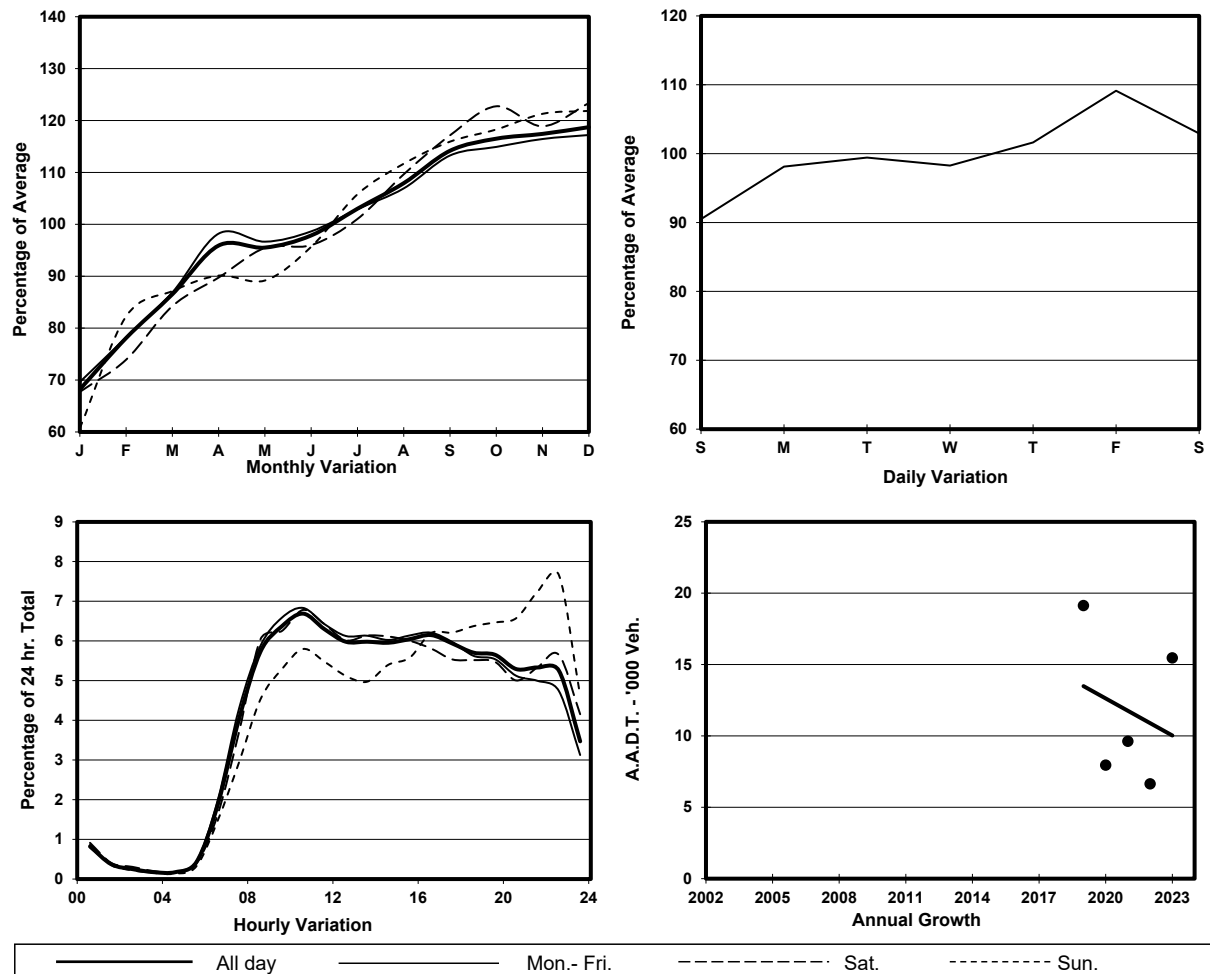 140
130
120
110
100
90
80
70
60
Percentage of Average
J F M A M J J A S O N D
Monthly Variation
120
110
100
90
80
70
60
Percentage of Average
S M T W T F S
Daily Variation
9
8
7
6
5
4
3
2
1
0
Percentage of 24 hr. Total
00 04 08 12 16 20 24
Hourly Variation
25
20
15
10
5
0
A.A.D.T. - '000 Veh.
2002 2005 2008 2011 2014 2017 2020 2023
Annual Growth
All day Mon.- Fri. Sat. Sun.